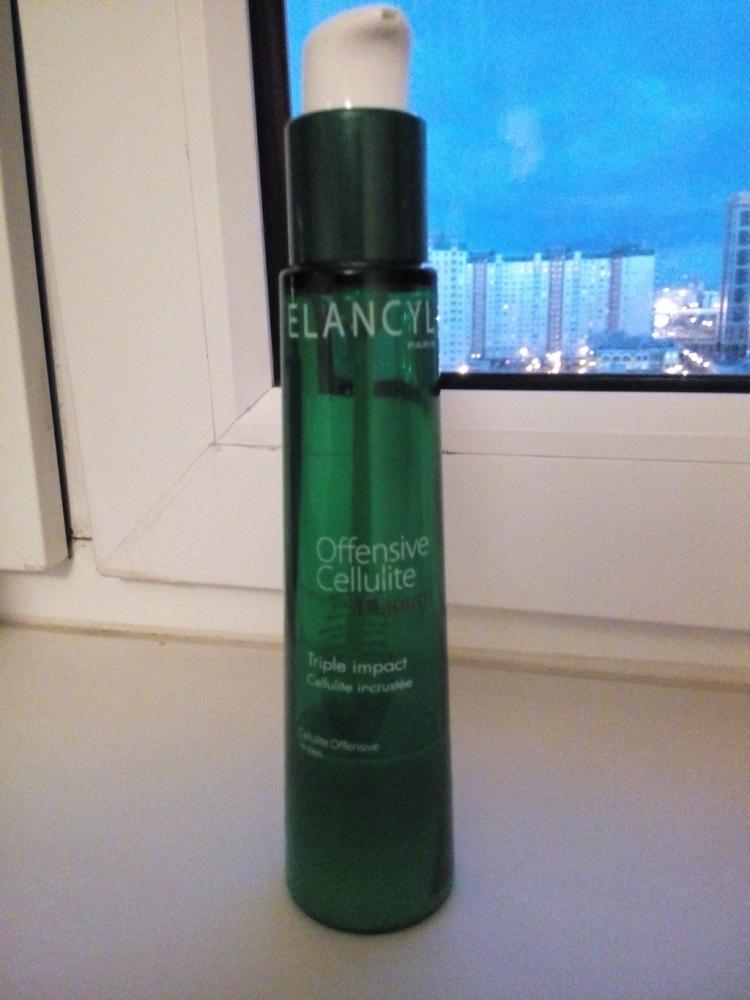 ELANCYL
PARIS
Offensive
Cellulite
14 jours
Triple impact
Cellulite incrustée
Cellulite Offensive
14 days